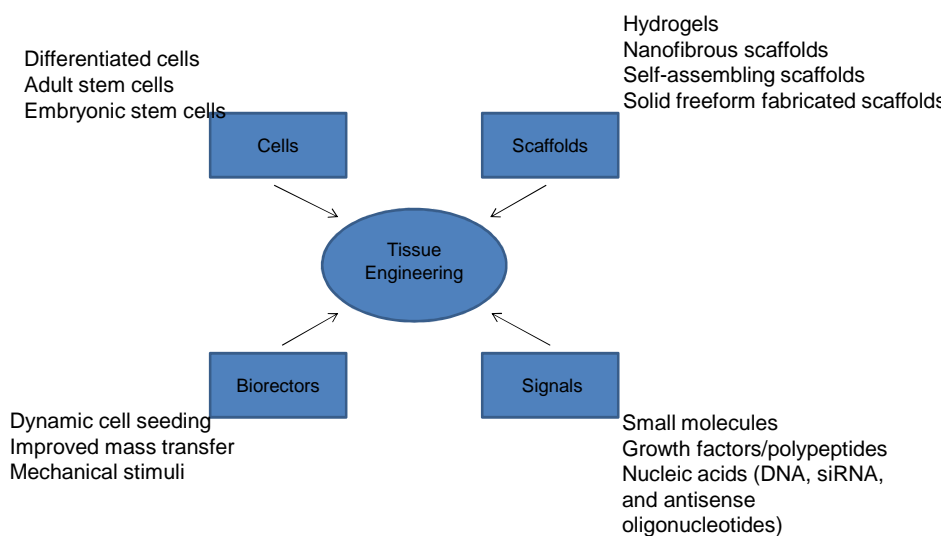 Differentiated cells
Adult stem cells
Embryonic stem cells
Cells
Hydrogels
Nanofibrous scaffolds
Self-assembling scaffolds
Solid freeform fabricated scaffolds
Scaffolds
Tissue
Engineering
Biorectors
Dynamic cell seeding
Improved mass transfer
Mechanical stimuli
Signals
Small molecules
Growth factors/polypeptides
Nucleic acids (DNA, siRNA,
and antisense
oligonucleotides)